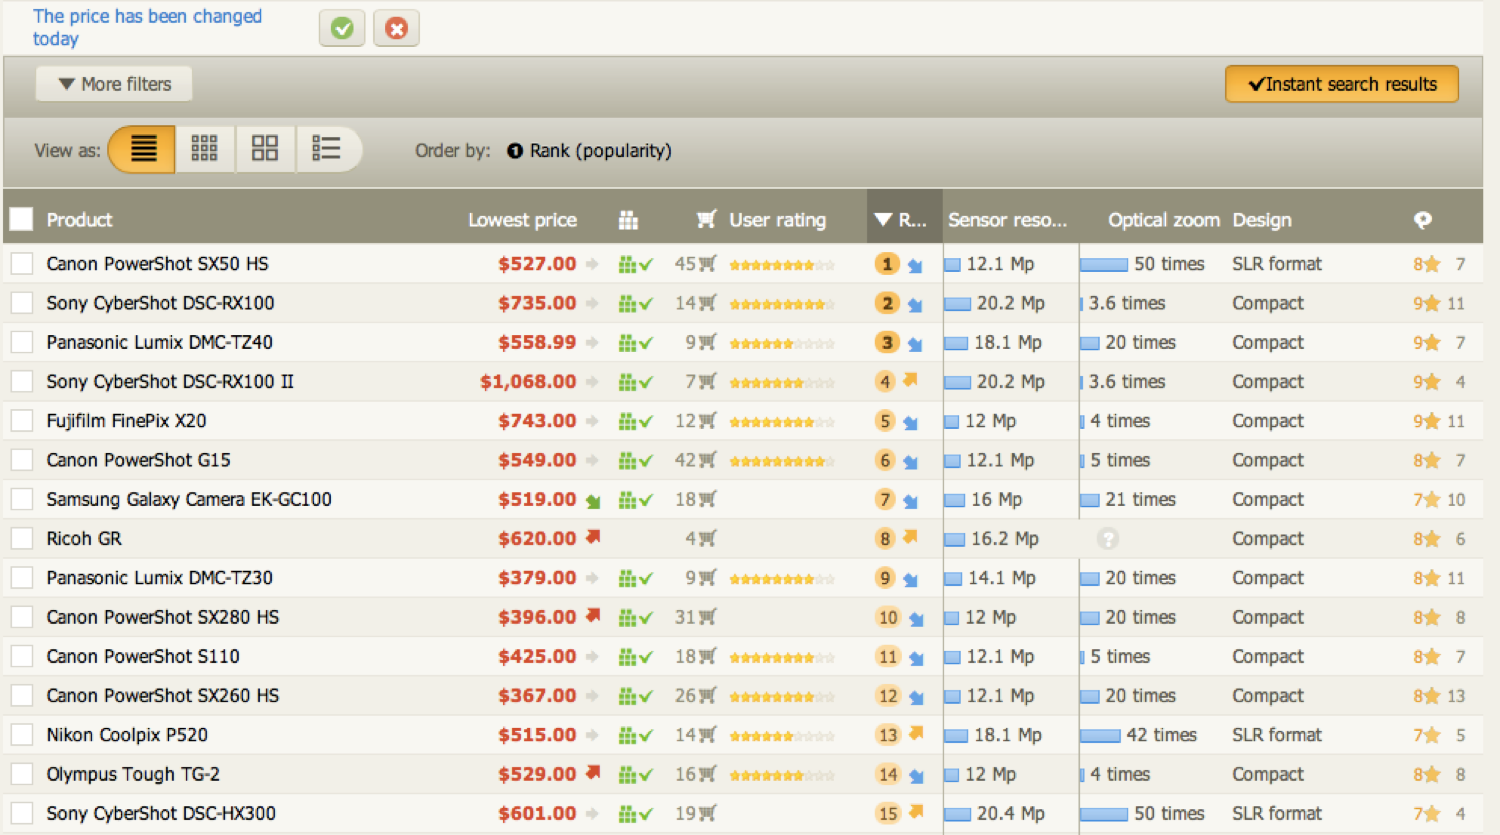 The price has been changed
today
More filters
Instant search results
View as:
Order by: 1 Rank (popularity)
Product Lowest price User rating R... Sensor reso... Optical zoom Design
Canon PowerShot SX50 HS $527.00 45 1 12.1 Mp 50 times SLR format 8 7
Sony CyberShot DSC-RX100 $735.00 14 2 20.2 Mp 3.6 times Compact 9 11
Panasonic Lumix DMC-TZ40 $558.99 9 3 18.1 Mp 20 times Compact 9 7
Sony CyberShot DSC-RX100 II $1,068.00 7 4 20.2 Mp 3.6 times Compact 9 4
Fujifilm FinePix X20 $743.00 12 5 12 Mp 4 times Compact 9 11
Canon PowerShot G15 $549.00 42 6 12.1 Mp 5 times Compact 8 7
Samsung Galaxy Camera EK-GC100 $519.00 18 7 16 Mp 21 times Compact 7 10
Ricoh GR $620.00 4 8 16.2 Mp ? Compact 8 6
Panasonic Lumix DMC-TZ30 $379.00 9 9 14.1 Mp 20 times Compact 8 11
Canon PowerShot SX280 HS $396.00 31 10 12 Mp 20 times Compact 8 8
Canon PowerShot S110 $425.00 18 11 12.1 Mp 5 times Compact 8 7
Canon PowerShot SX260 HS $367.00 26 12 12.1 Mp 20 times Compact 8 13
Nikon Coolpix P520 $515.00 14 13 18.1 Mp 42 times SLR format 7 5
Olympus Tough TG-2 $529.00 16 14 12 Mp 4 times Compact 8 8
Sony CyberShot DSC-HX300 $601.00 19 15 20.4 Mp 50 times SLR format 7 4